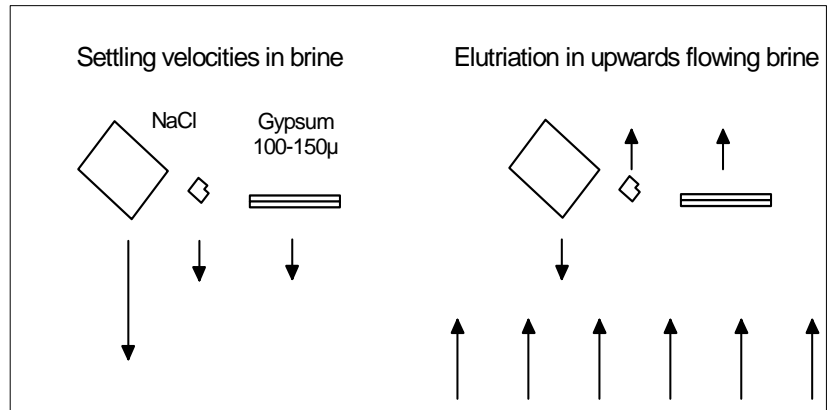 Settling velocities in brine
NaCl
Gypsum
100-150µ
Elutriation in upwards flowing brine